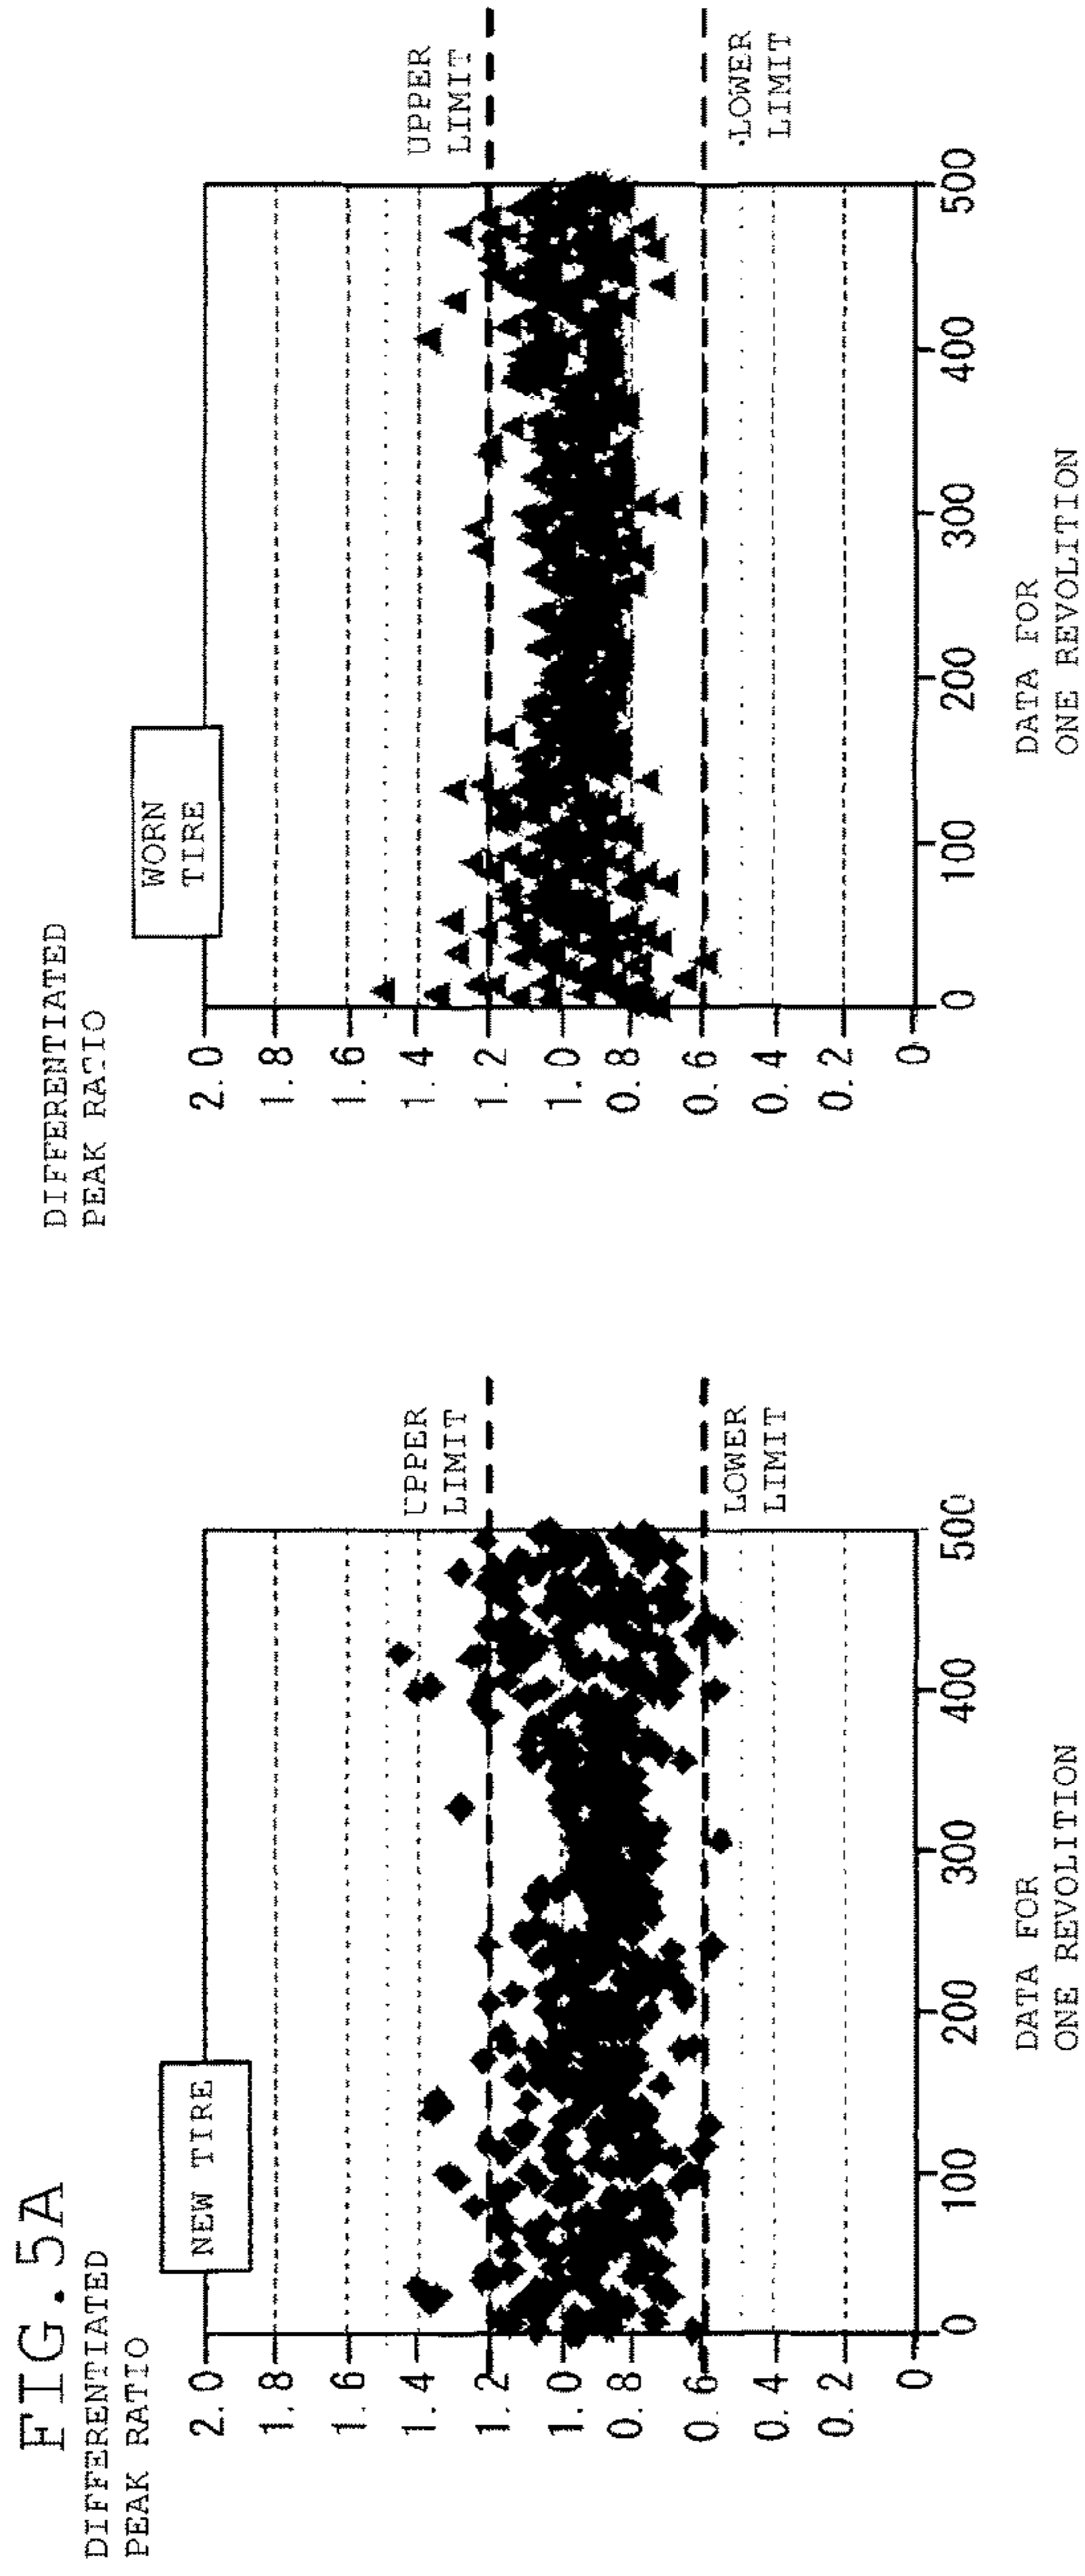 FIG.5A
DIFFERENTIATED
PEAK RATIO
NEW TIRE
2.0
1.8
1.6
1.4
1.2
1.0
0.8
0.6
0.4
0.2
0
0
100
200
300
400
500
UPPER
LIMIT
LOWER
LIMIT
DATA FOR
ONE REVOLITION
DIFFERENTIATED
PEAK RATIO
WORN
TIRE
2.0
1.8
1.6
1.4
1.2
1.0
0.8
0.6
0.4
0.2
0
0
100
200
300
400
500
UPPER
LIMIT
LOWER
LIMIT
DATA FOR
ONE REVOLITION